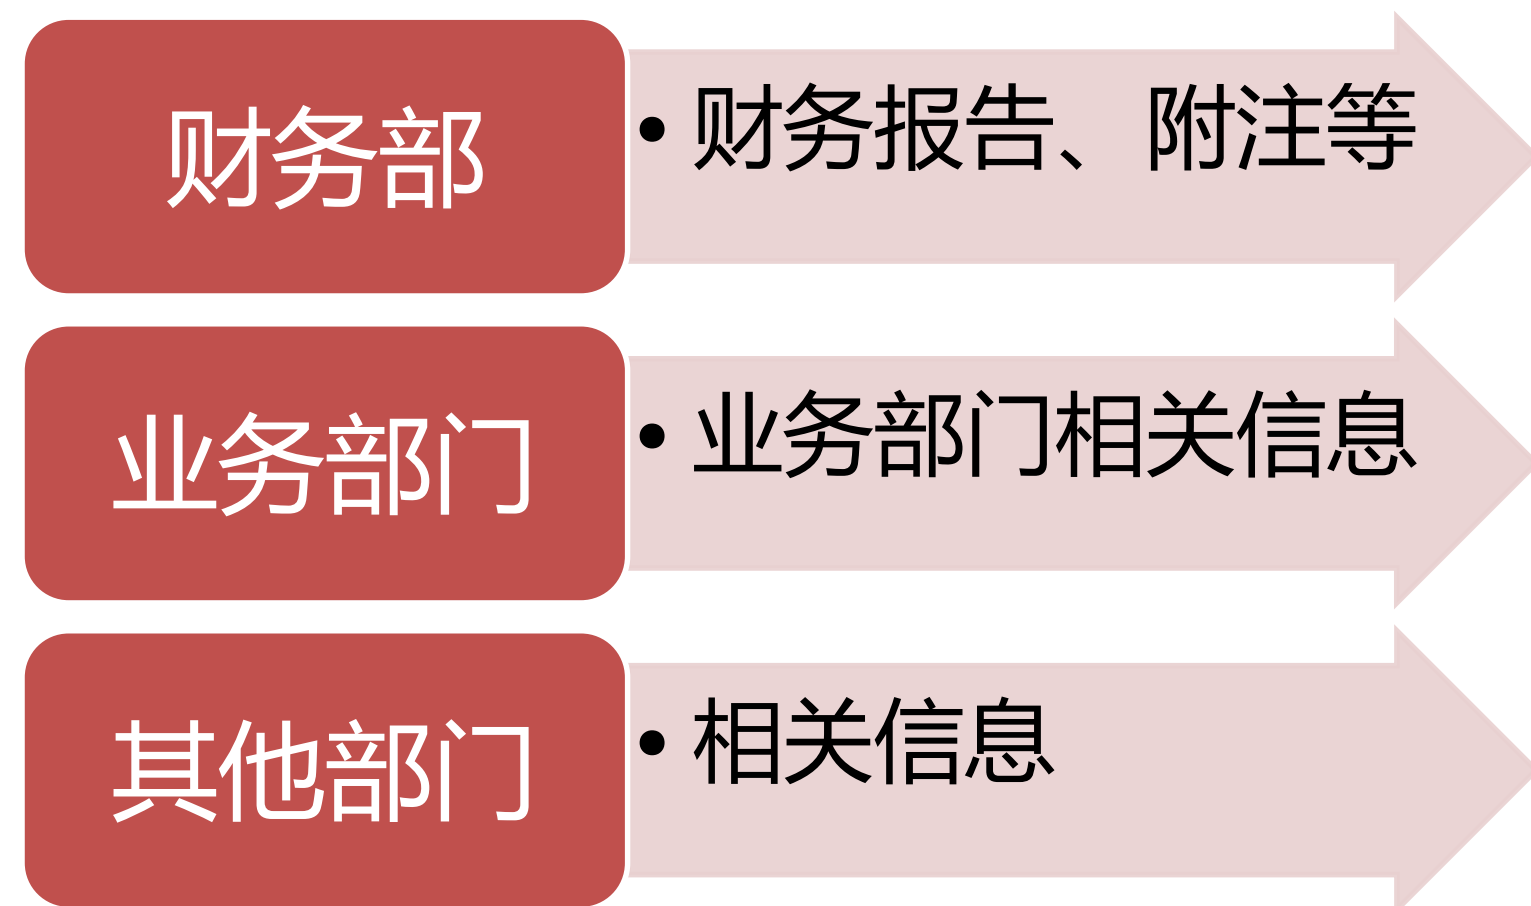 财务部
• 财务报告、附注等
业务部门
• 业务部门相关信息
其他部门
• 相关信息